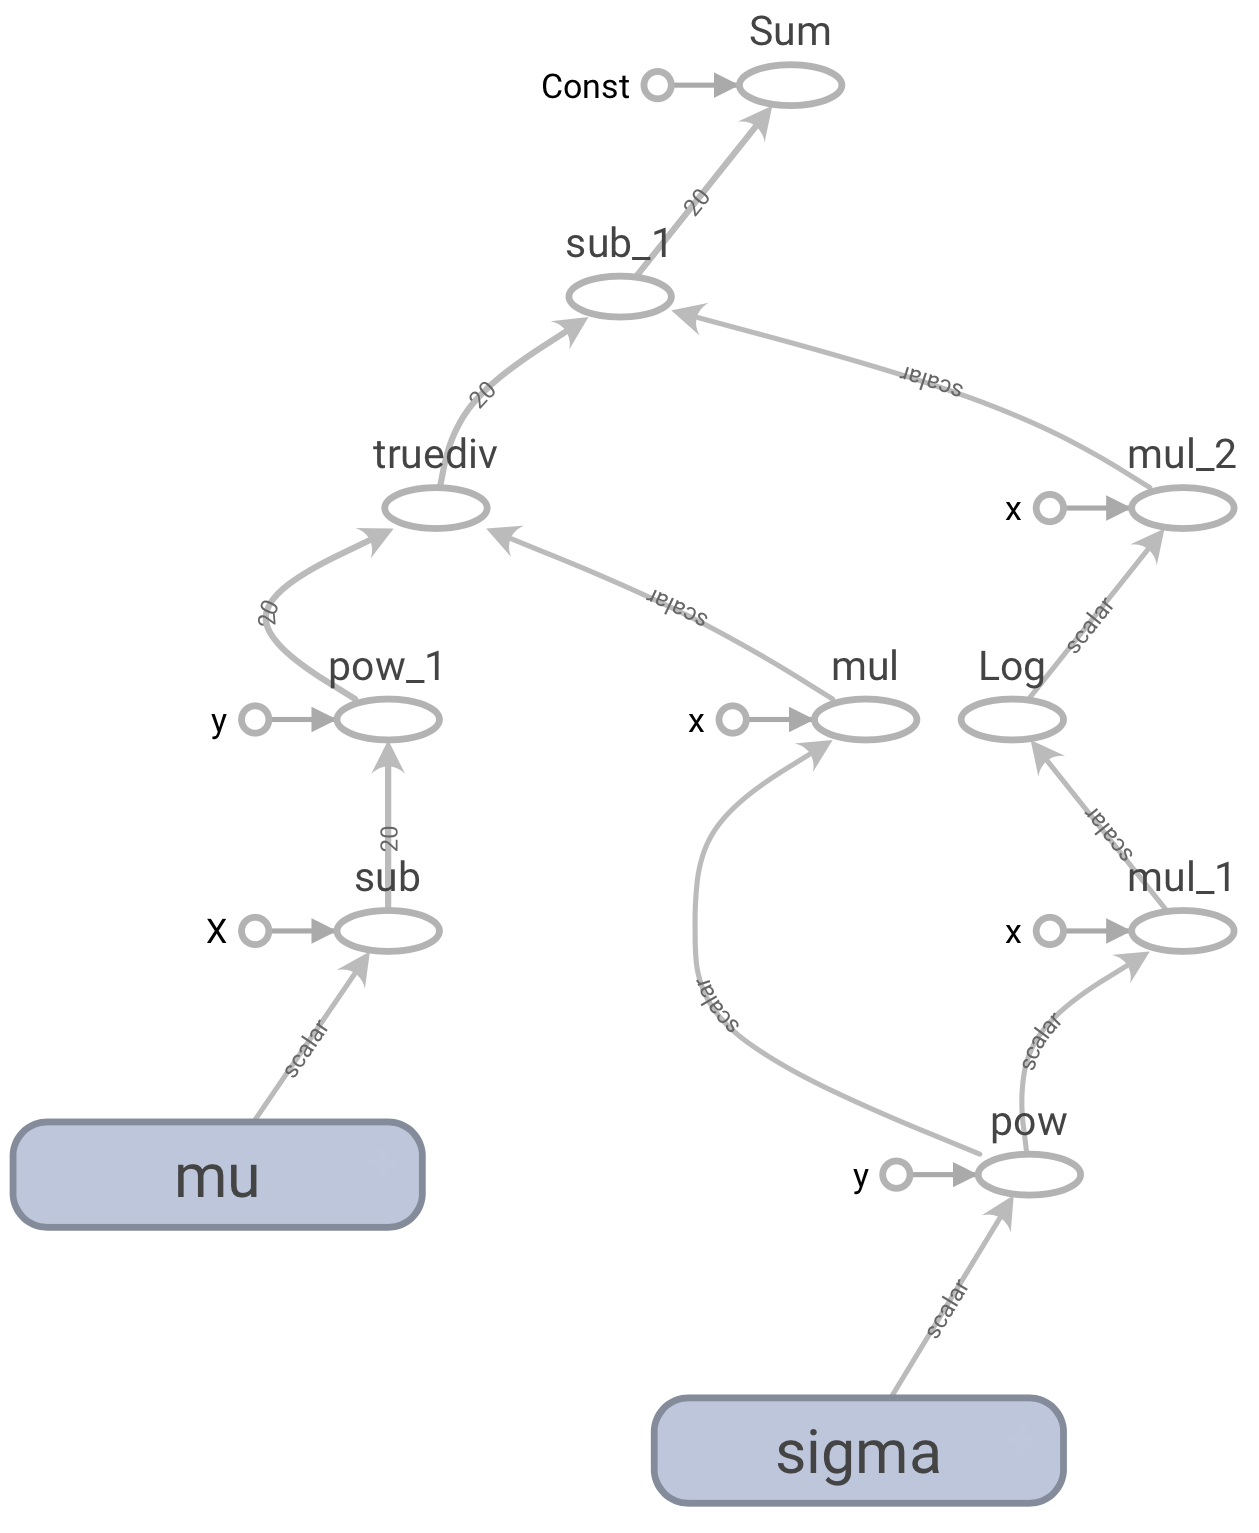 Sum
Const
20
sub_1
20
scalar
truediv
mul_2
x
20
scalar
scalar
pow_1
mul
Log
y
x
20
scalar
sub
mul_1
X
x
scalar
scalar
scalar
mu
pow
y
scalar
sigma